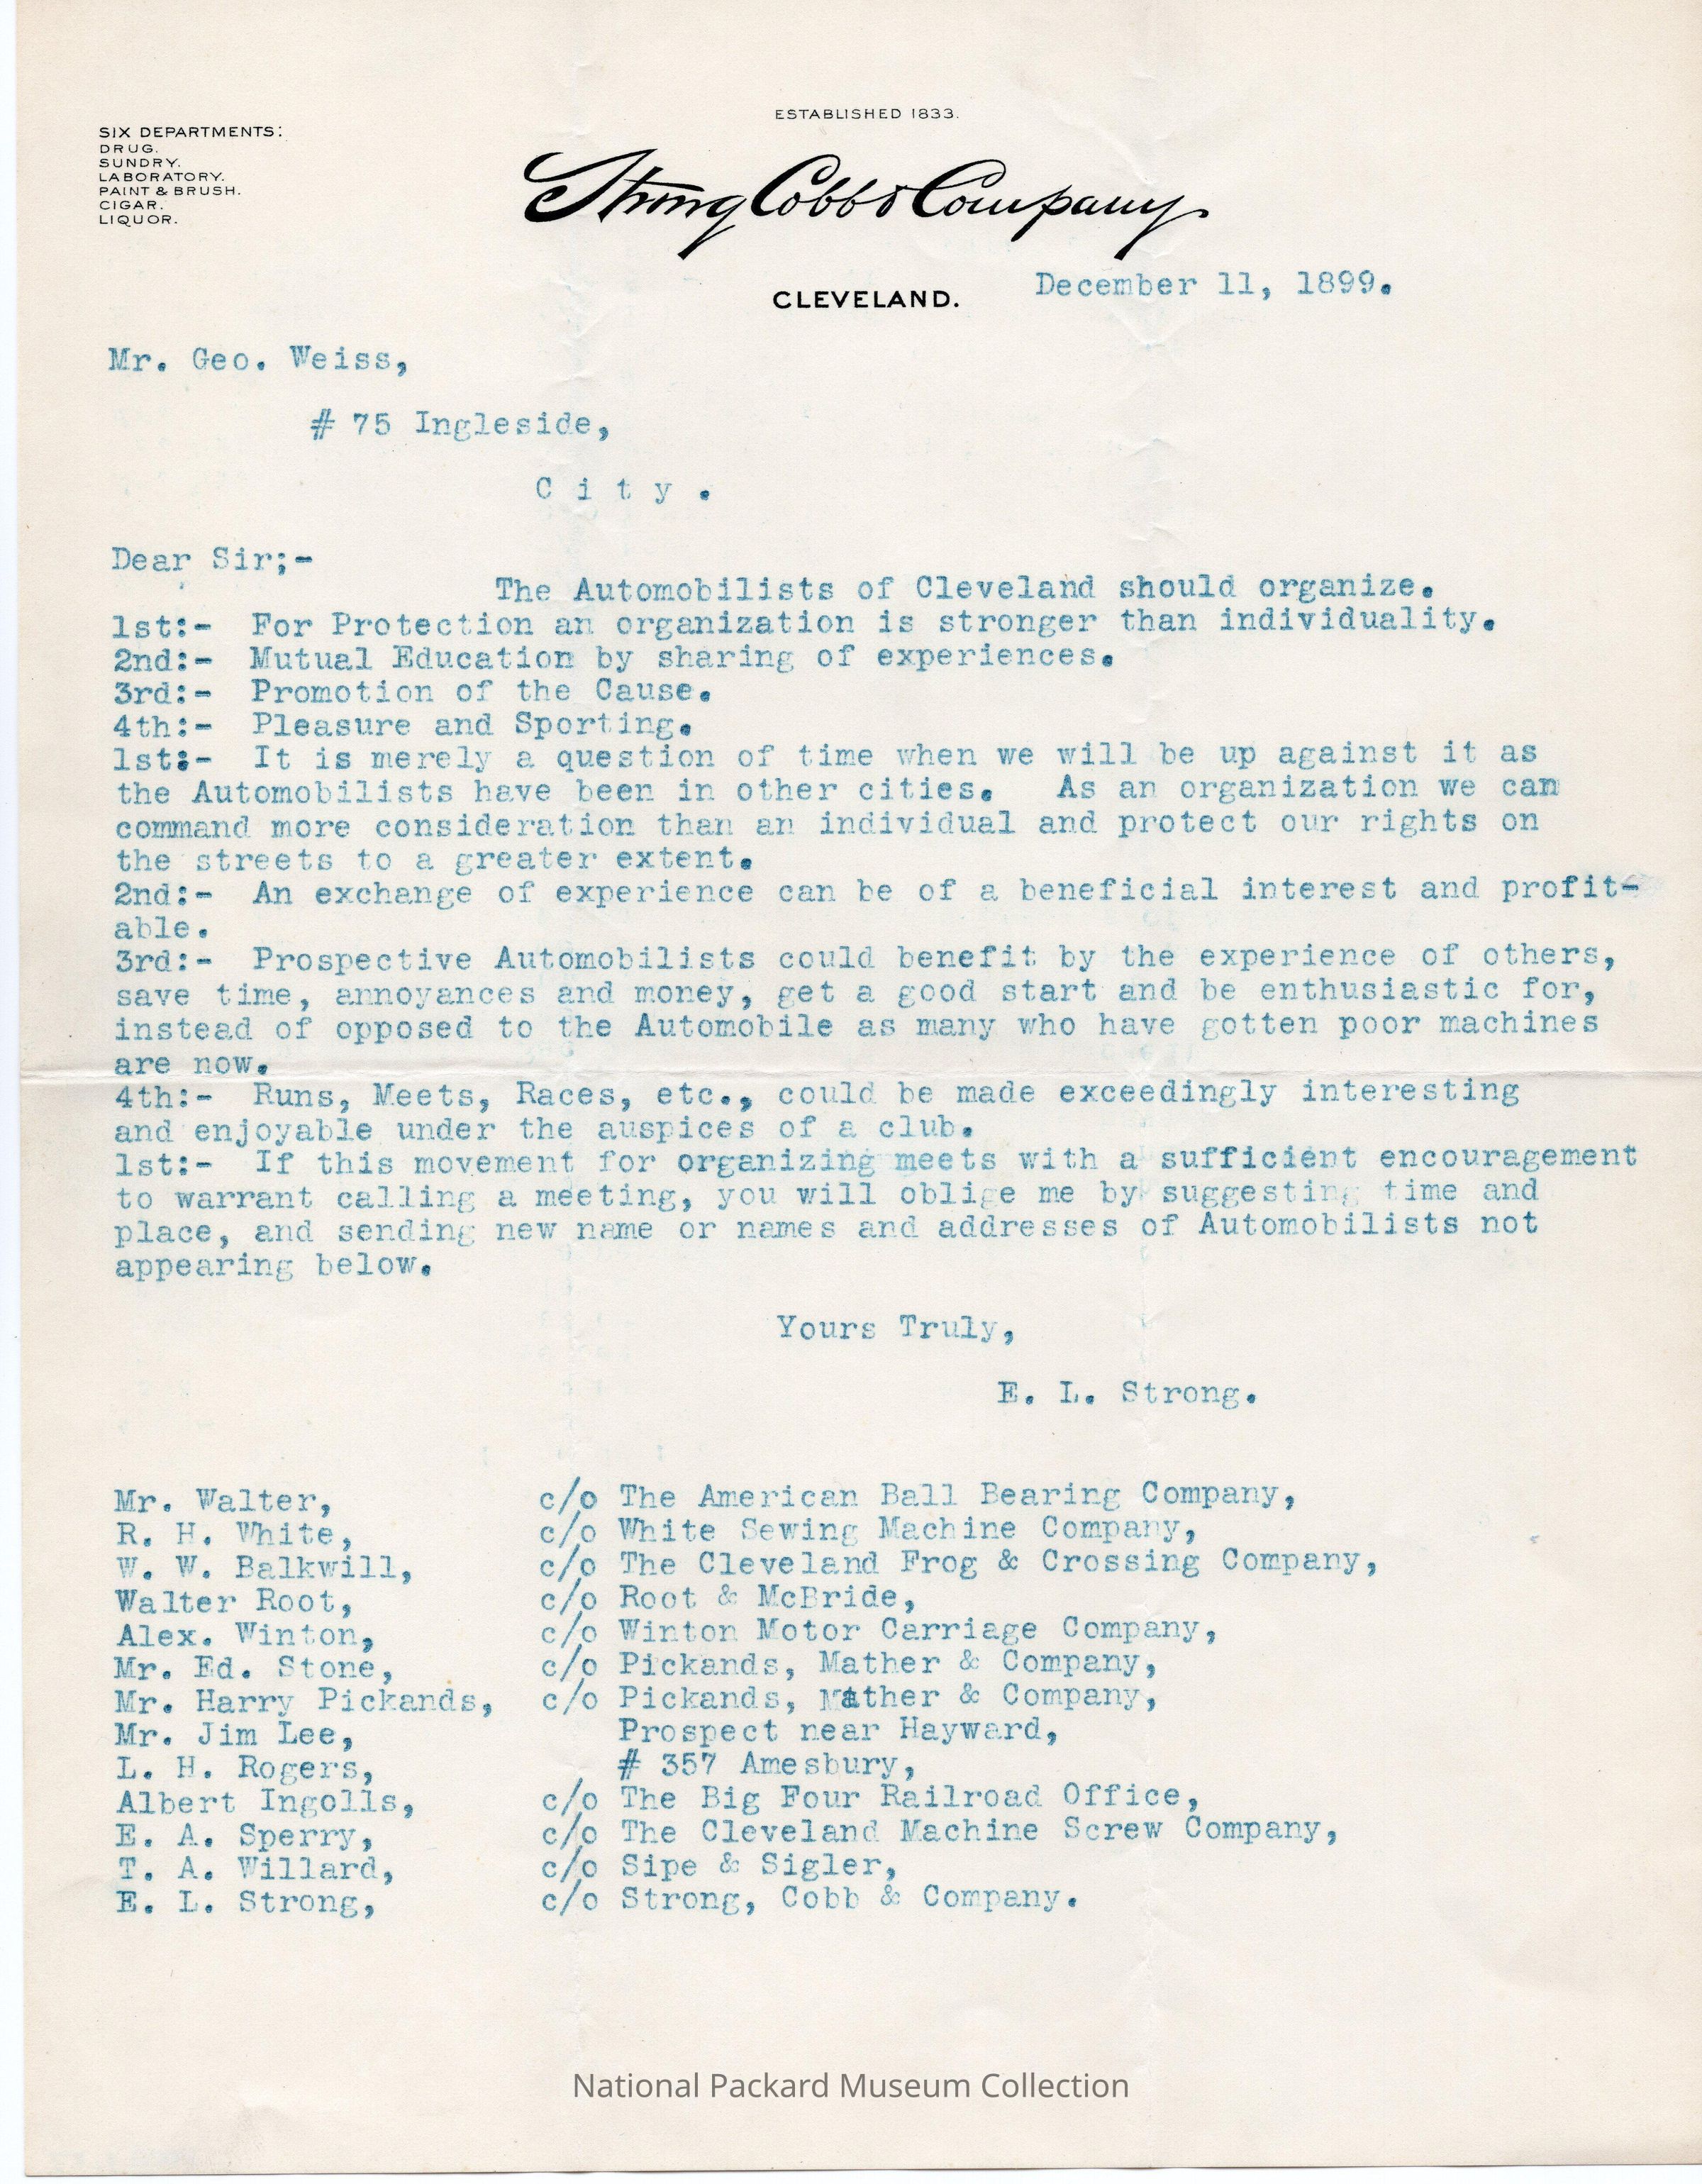 ESTABLISHED 1833.
SIX DEPARTMENTS:
DRUG.
SUNDRY.
LABORATORY.
PAINT & BRUSH.
CIGAR.
LIQUOR.
Strong Cobb & Company
CLEVELAND.
December 11, 1899.
Mr. Geo. Weiss,
# 75 Ingleside,
C i t y .
Dear Sir;-
The Automobilists of Cleveland should organize.
1st:- For Protection an organization is stronger than individuality.
2nd:- Mutual Education by sharing of experiences.
3rd:- Promotion of the Cause.
4th:- Pleasure and Sporting.
1st:- It is merely a question of time when we will be up against it as
the Automobilists have been in other cities. As an organization we can
command more consideration than an individual and protect our rights on
the streets to a greater extent.
2nd:- An exchange of experience can be of a beneficial interest and profit-
able.
3rd:- Prospective Automobilists could benefit by the experience of others,
save time, annoyances and money, get a good start and be enthusiastic for,
instead of opposed to the Automobile as many who have gotten poor machines
are now.
4th:- Runs, Meets, Races, etc., could be made exceedingly interesting
and enjoyable under the auspices of a club.
1st:- If this movement for organizing meets with a sufficient encouragement
to warrant calling a meeting, you will oblige me by suggesting time and
place, and sending new name or names and addresses of Automobilists not
appearing below.
Yours Truly,
E. L. Strong.
Mr. Walter, c/o The American Ball Bearing Company,
R. H. White, c/o White Sewing Machine Company,
W. W. Balkwill, c/o The Cleveland Frog & Crossing Company,
Walter Root, c/o Root & McBride,
Alex. Winton, c/o Winton Motor Carriage Company,
Mr. Ed. Stone, c/o Pickands, Mather & Company,
Mr. Harry Pickands, c/o Pickands, Mather & Company,
Mr. Jim Lee, Prospect near Hayward,
L. H. Rogers, # 357 Amesbury,
Albert Ingolls, c/o The Big Four Railroad Office,
E. A. Sperry, c/o The Cleveland Machine Screw Company,
T. A. Willard, c/o Sipe & Sigler,
E. L. Strong, c/o Strong, Cobb & Company.
National Packard Museum Collection